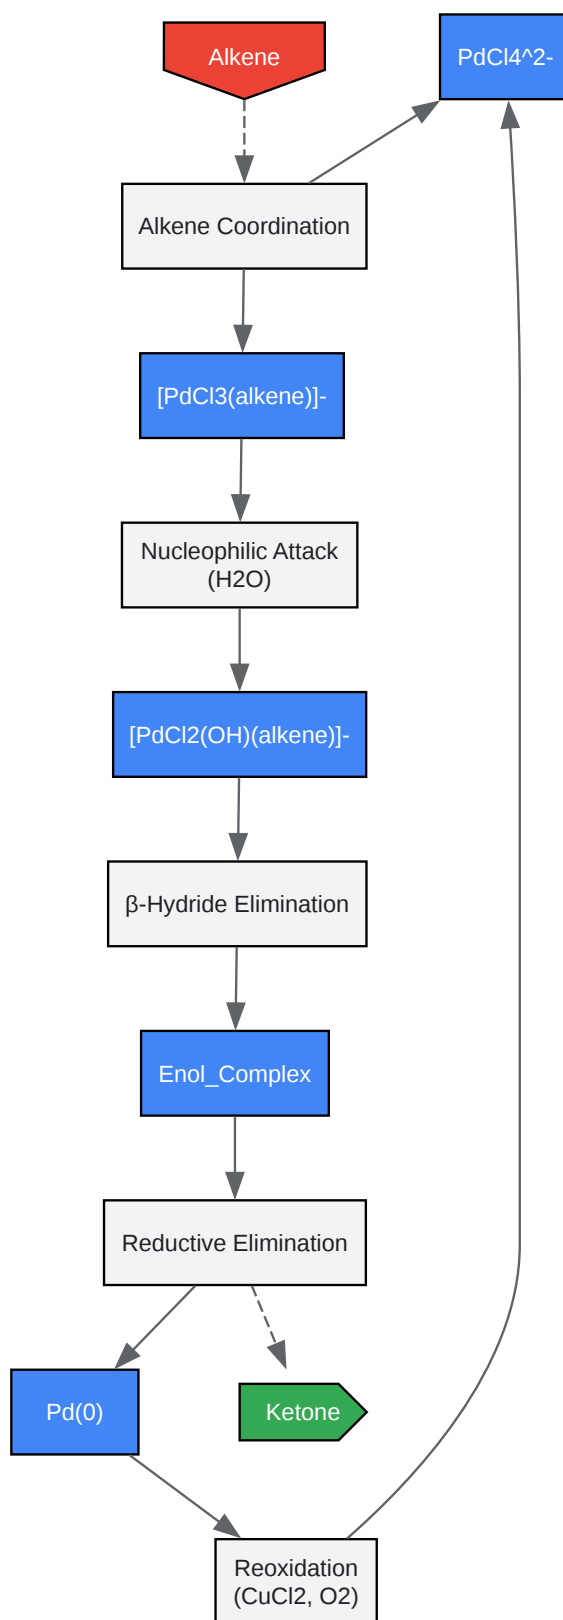 Alkene
PdCl4^2-
Alkene Coordination
[PdCl3(alkene)]-
Nucleophilic Attack
(H2O)
[PdCl2(OH)(alkene)]-
β-Hydride Elimination
Enol_Complex
Reductive Elimination
Pd(0)
Ketone
Reoxidation
(CuCl2, O2)